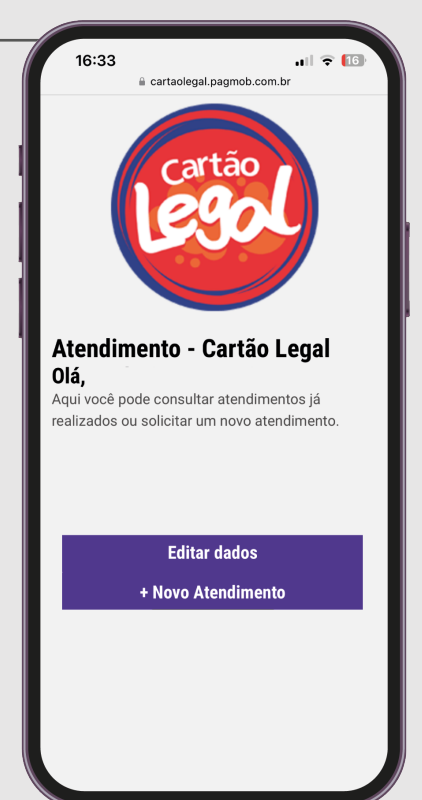 16:33
16
cartaolegal.pagmob.com.br
Cartão
Legal
Atendimento - Cartão Legal
Olá,
Aqui você pode consultar atendimentos já
realizados ou solicitar um novo atendimento.
Editar dados
+ Novo Atendimento